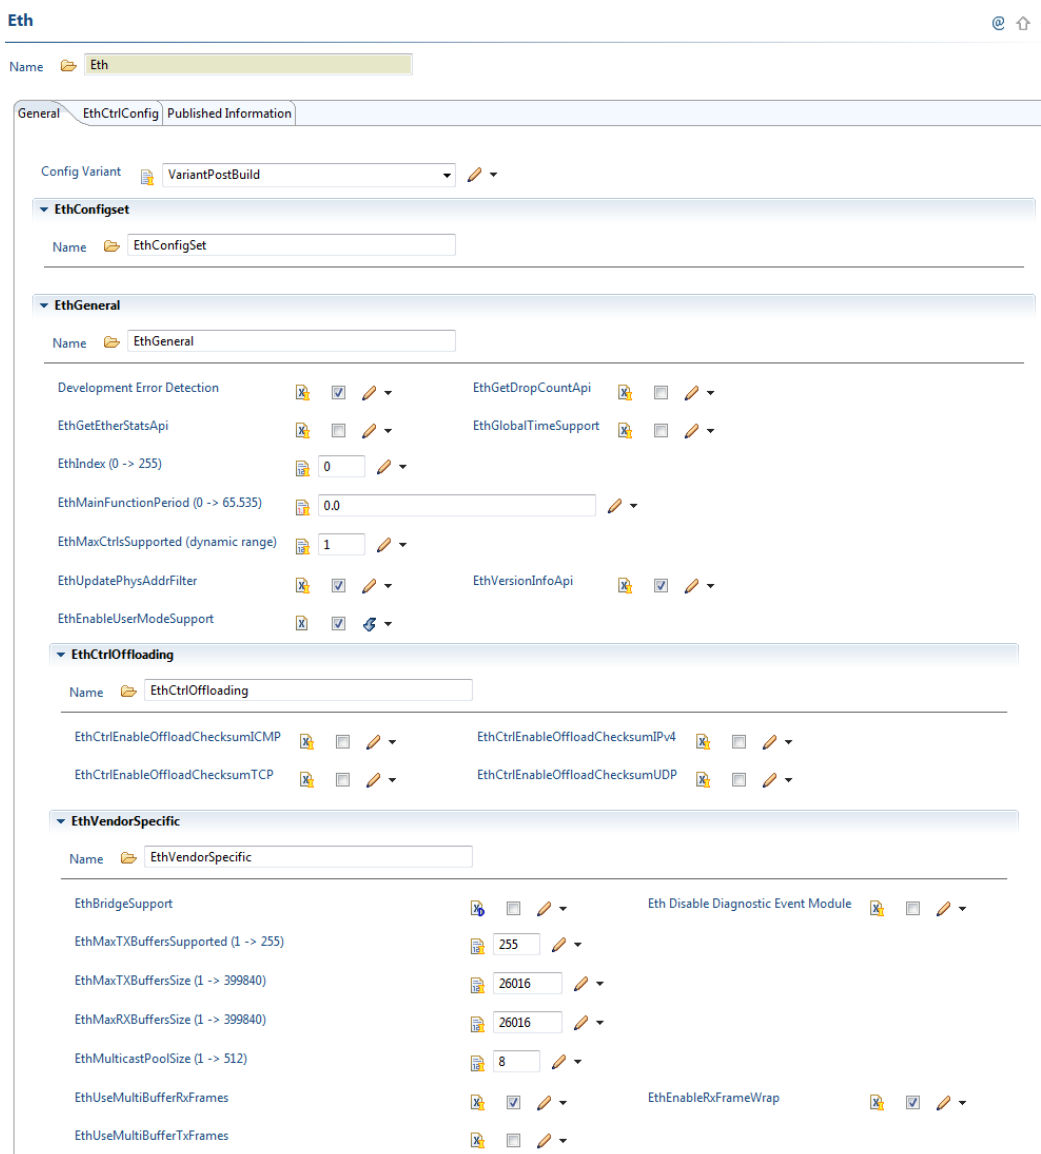 Eth
Name Eth
General EthCtrlConfig Published Information
Config Variant VariantPostBuild
EthConfigset
Name EthConfigSet
EthGeneral
Name EthGeneral
Development Error Detection EthGetDropCountApi
EthGetEtherStatsApi EthGlobalTimeSupport
EthIndex (0 -> 255) 0
EthMainFunctionPeriod (0 -> 65.535) 0.0
EthMaxCtrlsSupported (dynamic range) 1
EthUpdatePhysAddrFilter EthVersionInfoApi
EthEnableUserModeSupport
EthCtrlOffloading
Name EthCtrlOffloading
EthCtrlEnableOffloadChecksumICMP EthCtrlEnableOffloadChecksumIPv4
EthCtrlEnableOffloadChecksumTCP EthCtrlEnableOffloadChecksumUDP
EthVendorSpecific
Name EthVendorSpecific
EthBridgeSupport Eth Disable Diagnostic Event Module
EthMaxTXBuffersSupported (1 -> 255) 255
EthMaxTXBuffersSize (1 -> 399840) 26016
EthMaxRXBuffersSize (1 -> 399840) 26016
EthMulticastPoolSize (1 -> 512) 8
EthUseMultiBufferRxFrames EthEnableRxFrameWrap
EthUseMultiBufferTxFrames